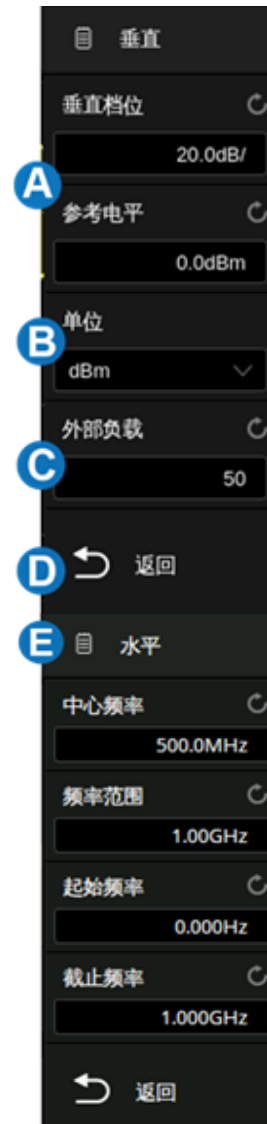 垂直
垂直档位
20.0dB/
A
参考电平
0.0dBm
单位
B
dBm
外部负载
C
50
D
返回
E
水平
中心频率
500.0MHz
频率范围
1.00GHz
起始频率
0.000Hz
截止频率
1.000GHz
返回